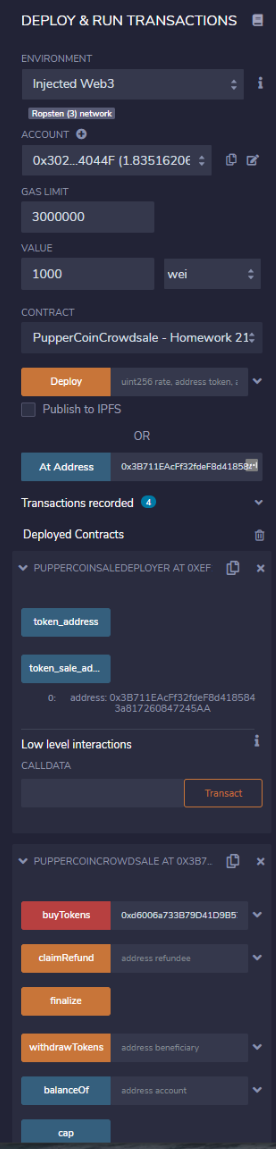 DEPLOY & RUN TRANSACTIONS
ENVIRONMENT
Injected Web3
Ropsten (3) network
ACCOUNT
0x302...4044F (1.83516206
GAS LIMIT
3000000
VALUE
1000 wei
CONTRACT
PupperCoinCrowdsale - Homework 21
Deploy uint256 rate, address token, a
Publish to IPFS
OR
At Address 0x3B711EAcFf32fdeF8d41858
Transactions recorded 4
Deployed Contracts
PUPPERCOINSALEDEPLOYER AT 0XEF
token_address
token_sale_ad...
0: address: 0x3B711EAcFf32fdeF8d418584
3a817260847245AA
Low level interactions
CALLDATA
Transact
PUPPERCOINCROWDSALE AT 0X3B7...
buyTokens 0xd6006a733B79D41D9B5
claimRefund address refundee
finalize
withdrawTokens address beneficiary
balanceOf address account
cap